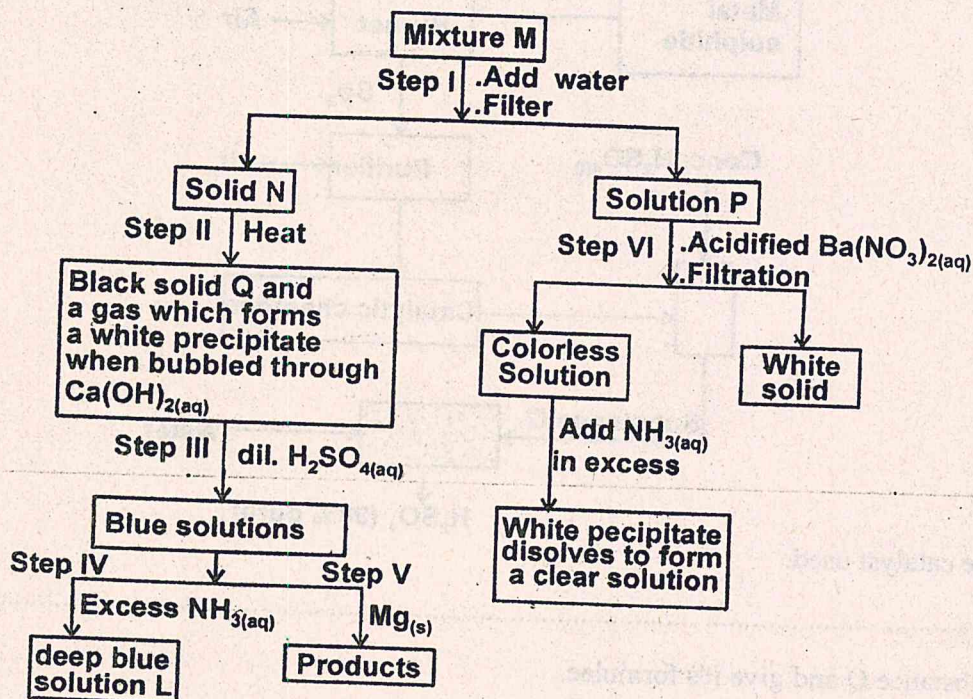 Mixture M
Step I
.Add water
.Filter
Solid N
Solution P
Step II
Heat
Step VI
.Acidified Ba(NO3)2(aq)
.Filtration
Black solid Q and
a gas which forms
a white precipitate
when bubbled through
Ca(OH)2(aq)
Colorless
Solution
White
solid
Step III
dil. H2SO4(aq)
Add NH3(aq)
in excess
Blue solutions
White pecipitate
disolves to form
a clear solution
Step IV
Step V
Excess NH3(aq)
Mg(s)
deep blue
solution L
Products
e catalyst used.